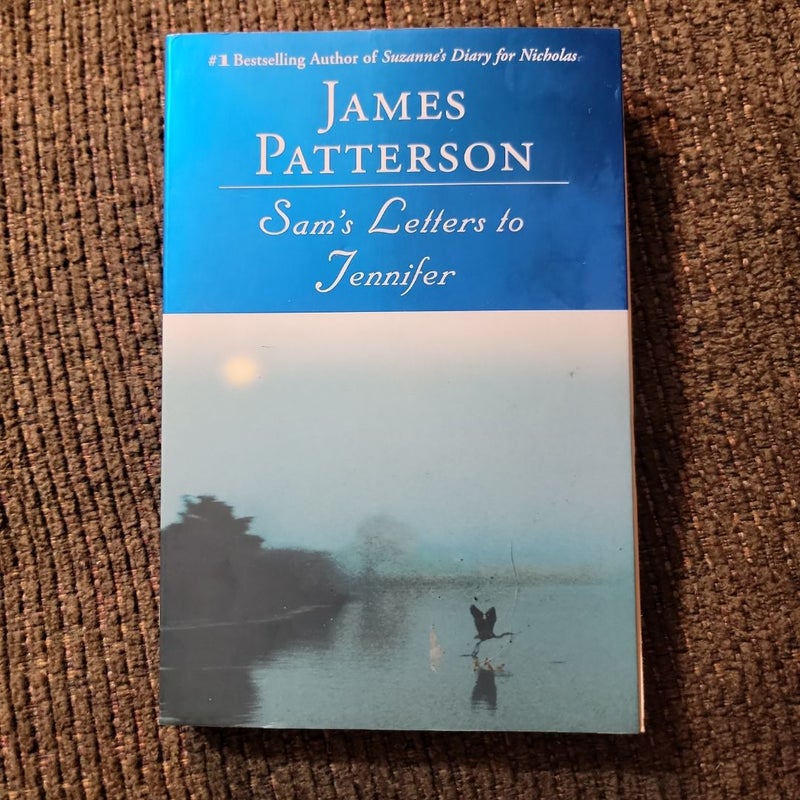 #1 Bestselling Author of Suzanne's Diary for Nicholas
JAMES
PATTERSON
Sam's Letters to
Jennifer